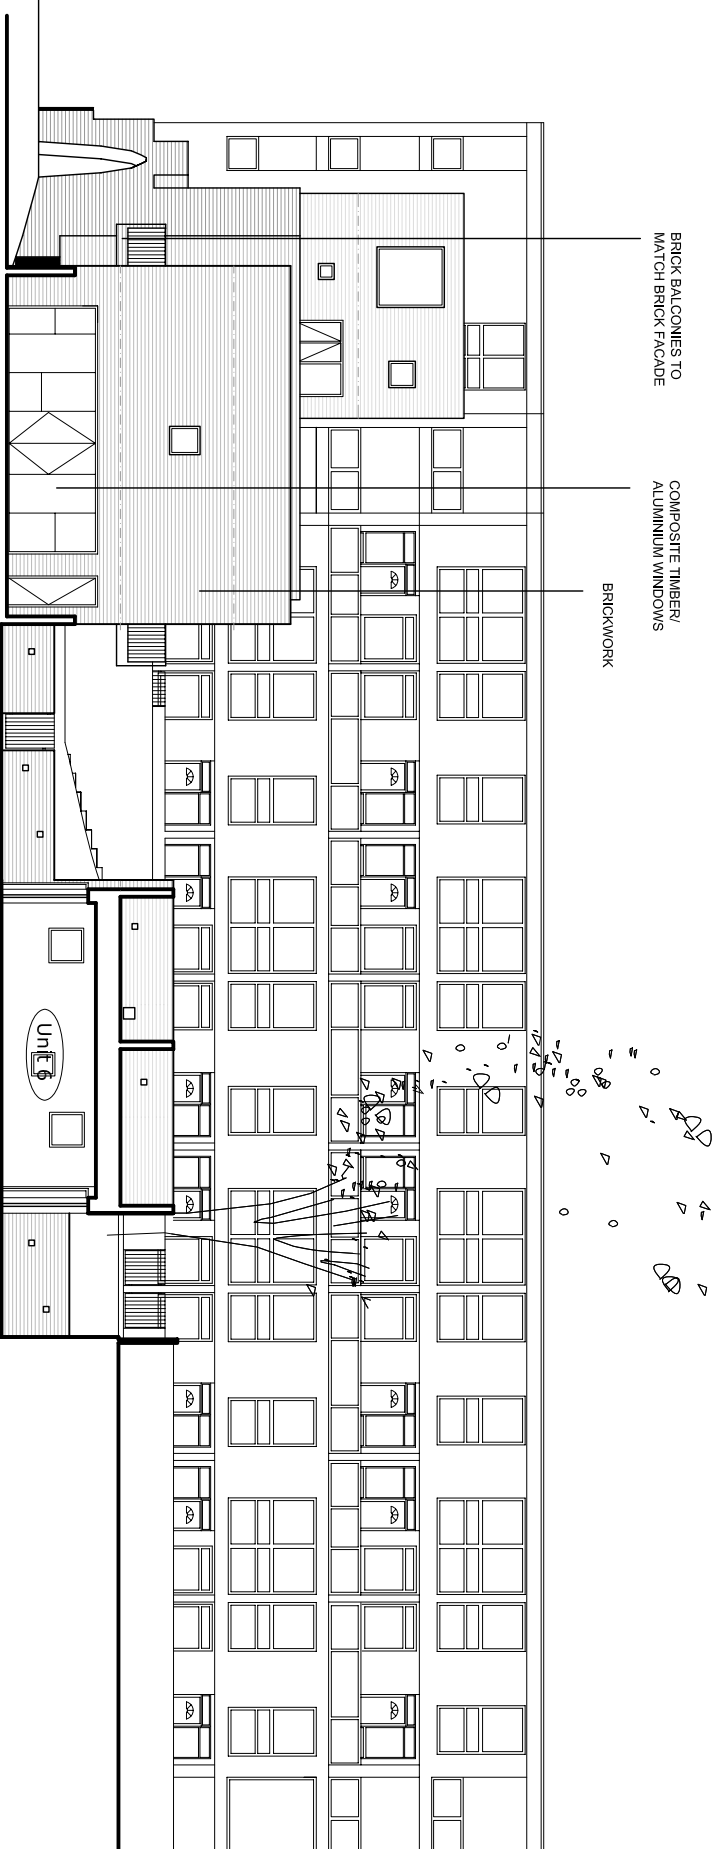 BRICK BALCONIES TO
MATCH BRICK FACADE
COMPOSITE TIMBER/
ALUMINIUM WINDOWS
BRICKWORK
Unit 6